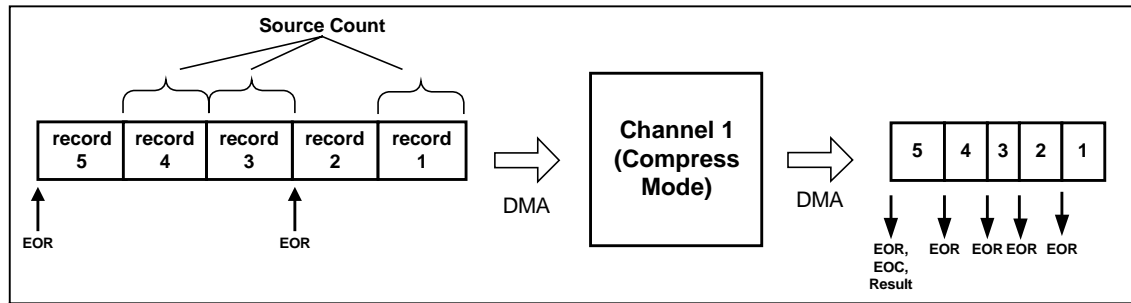 Source Count
record 5
record 4
record 3
record 2
record 1
EOR
EOR
DMA
Channel 1
(Compress
Mode)
DMA
5
4
3
2
1
EOR,
EOC,
Result
EOR
EOR
EOR
EOR